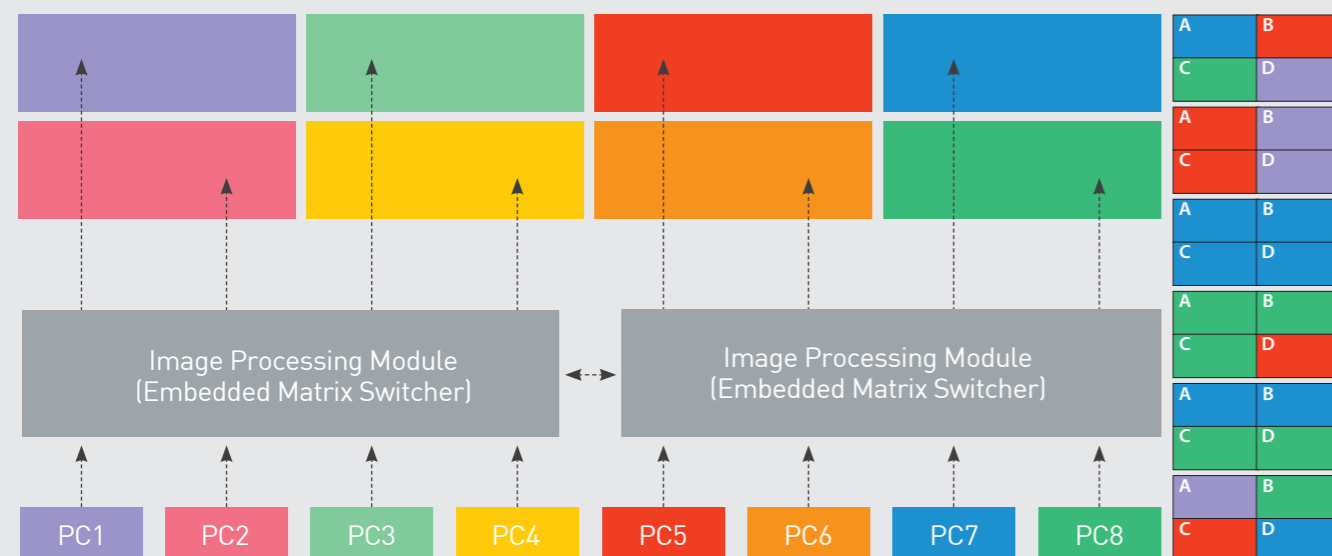 A B
C D
A B
C D
A B
C D
A B
C D
A B
C D
A B
C D
Image Processing Module
(Embedded Matrix Switcher)
Image Processing Module
(Embedded Matrix Switcher)
PC1 PC2 PC3 PC4 PC5 PC6 PC7 PC8